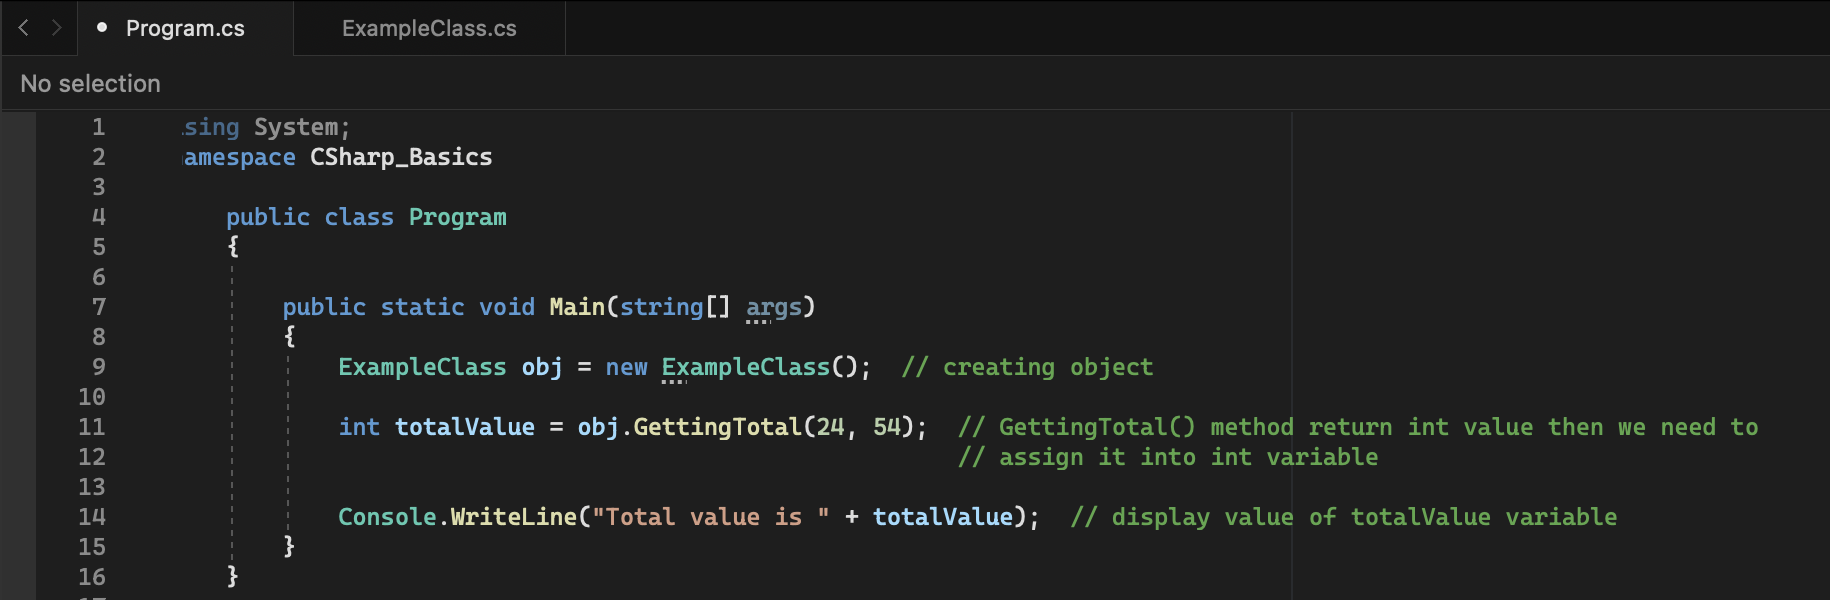 Program.cs ExampleClass.cs
No selection
1 sing System;
2 amespace CSharp_Basics
3
4 public class Program
5 {
6
7 public static void Main(string[] args)
8 {
9 ExampleClass obj = new ExampleClass(); // creating object
10
11 int totalValue = obj.GettingTotal(24, 54); // GettingTotal() method return int value then we need to
12 // assign it into int variable
13
14 Console.WriteLine("Total value is " + totalValue); // display value of totalValue variable
15 }
16 }